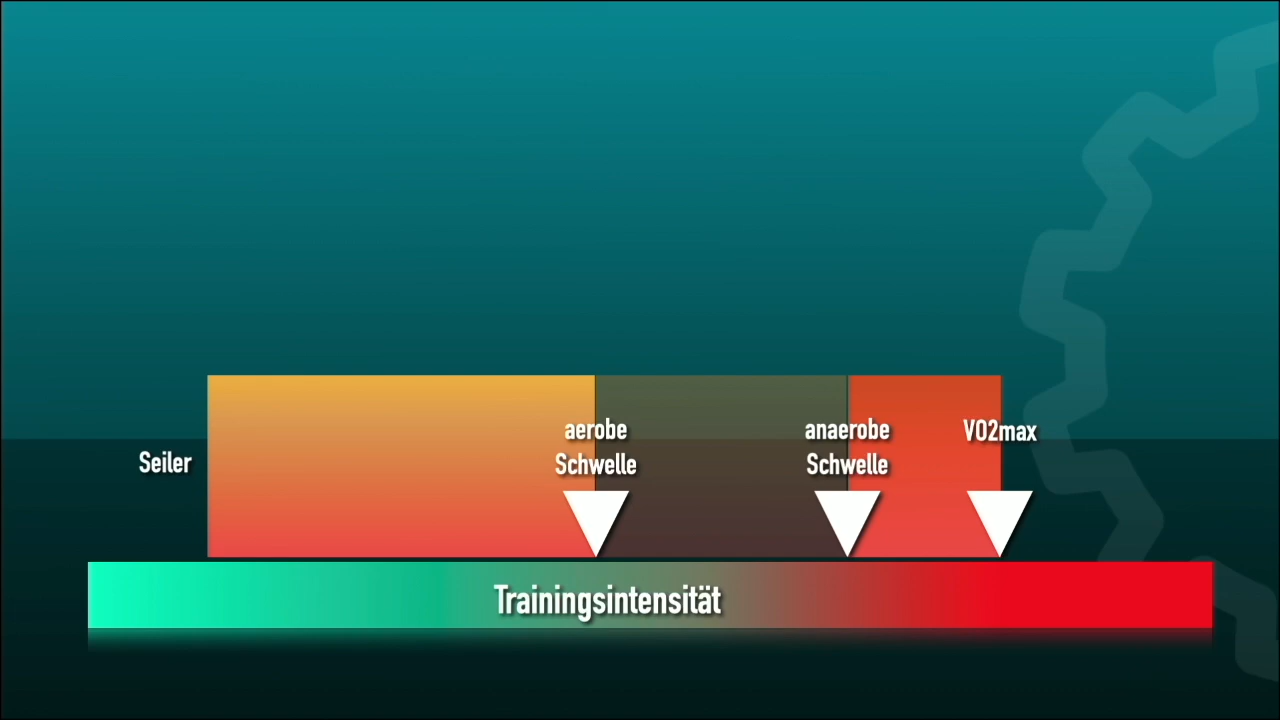 aerobe
Schwelle
anaerobe
Schwelle
VO2max
Seiler
Trainingsintensität